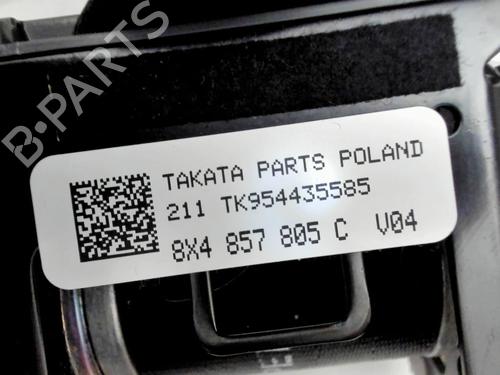 B-PARTS
TAKATA PARTS POLAND
211 TK954435585
8X4 857 805 C V04